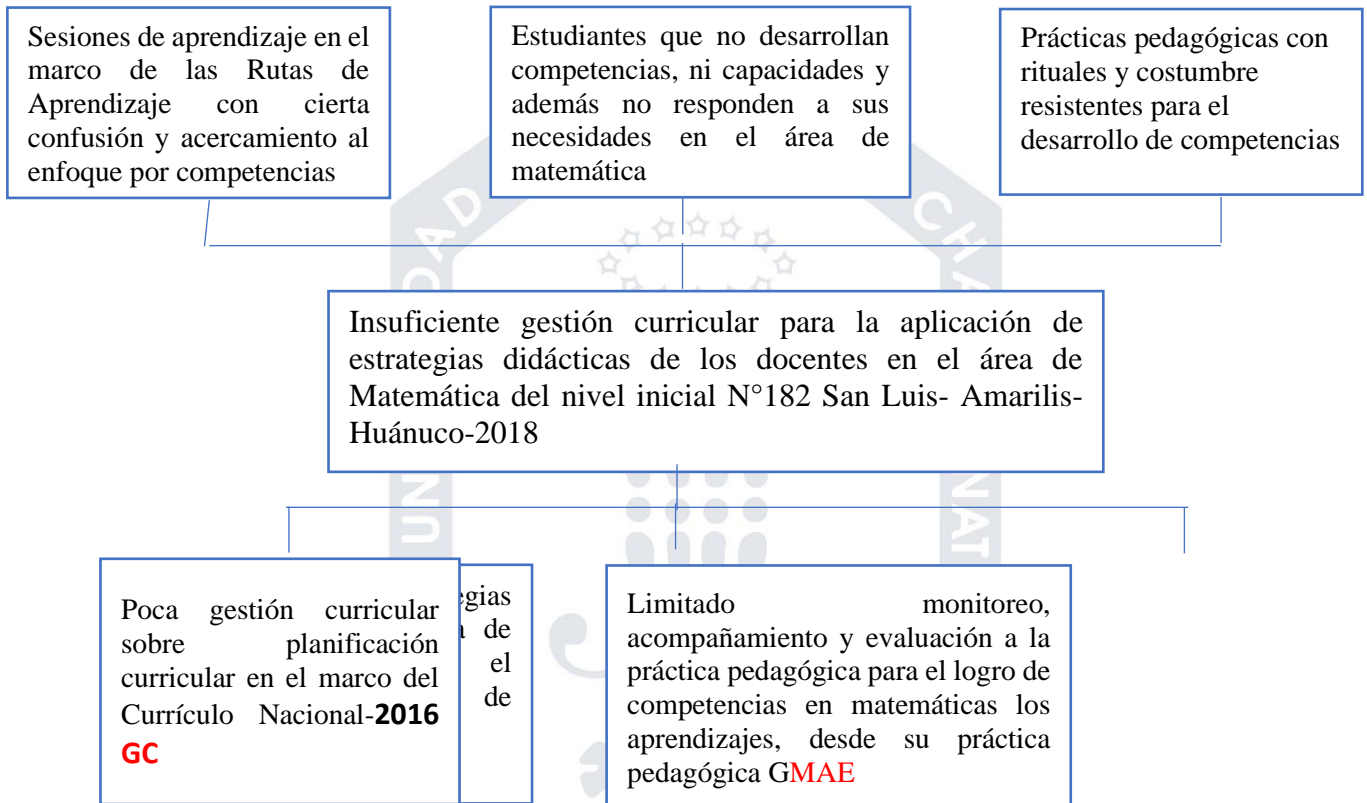 Sesiones de aprendizaje en el
marco de las Rutas de
Aprendizaje con cierta
confusión y acercamiento al
enfoque por competencias
Estudiantes que no desarrollan
competencias, ni capacidades y
además no responden a sus
necesidades en el área de
matemática
Prácticas pedagógicas con
rituales y costumbre
resistentes para el
desarrollo de competencias
Insuficiente gestión curricular para la aplicación de
estrategias didácticas de los docentes en el área de
Matemática del nivel inicial N°182 San Luis- Amarilis-
Huánuco-2018
Poca gestión curricular
sobre planificación
curricular en el marco del
Currículo Nacional-2016
GC
de
el
de
Limitado monitoreo,
acompañamiento y evaluación a la
práctica pedagógica para el logro de
competencias en matemáticas los
aprendizajes, desde su práctica
pedagógica GMAE